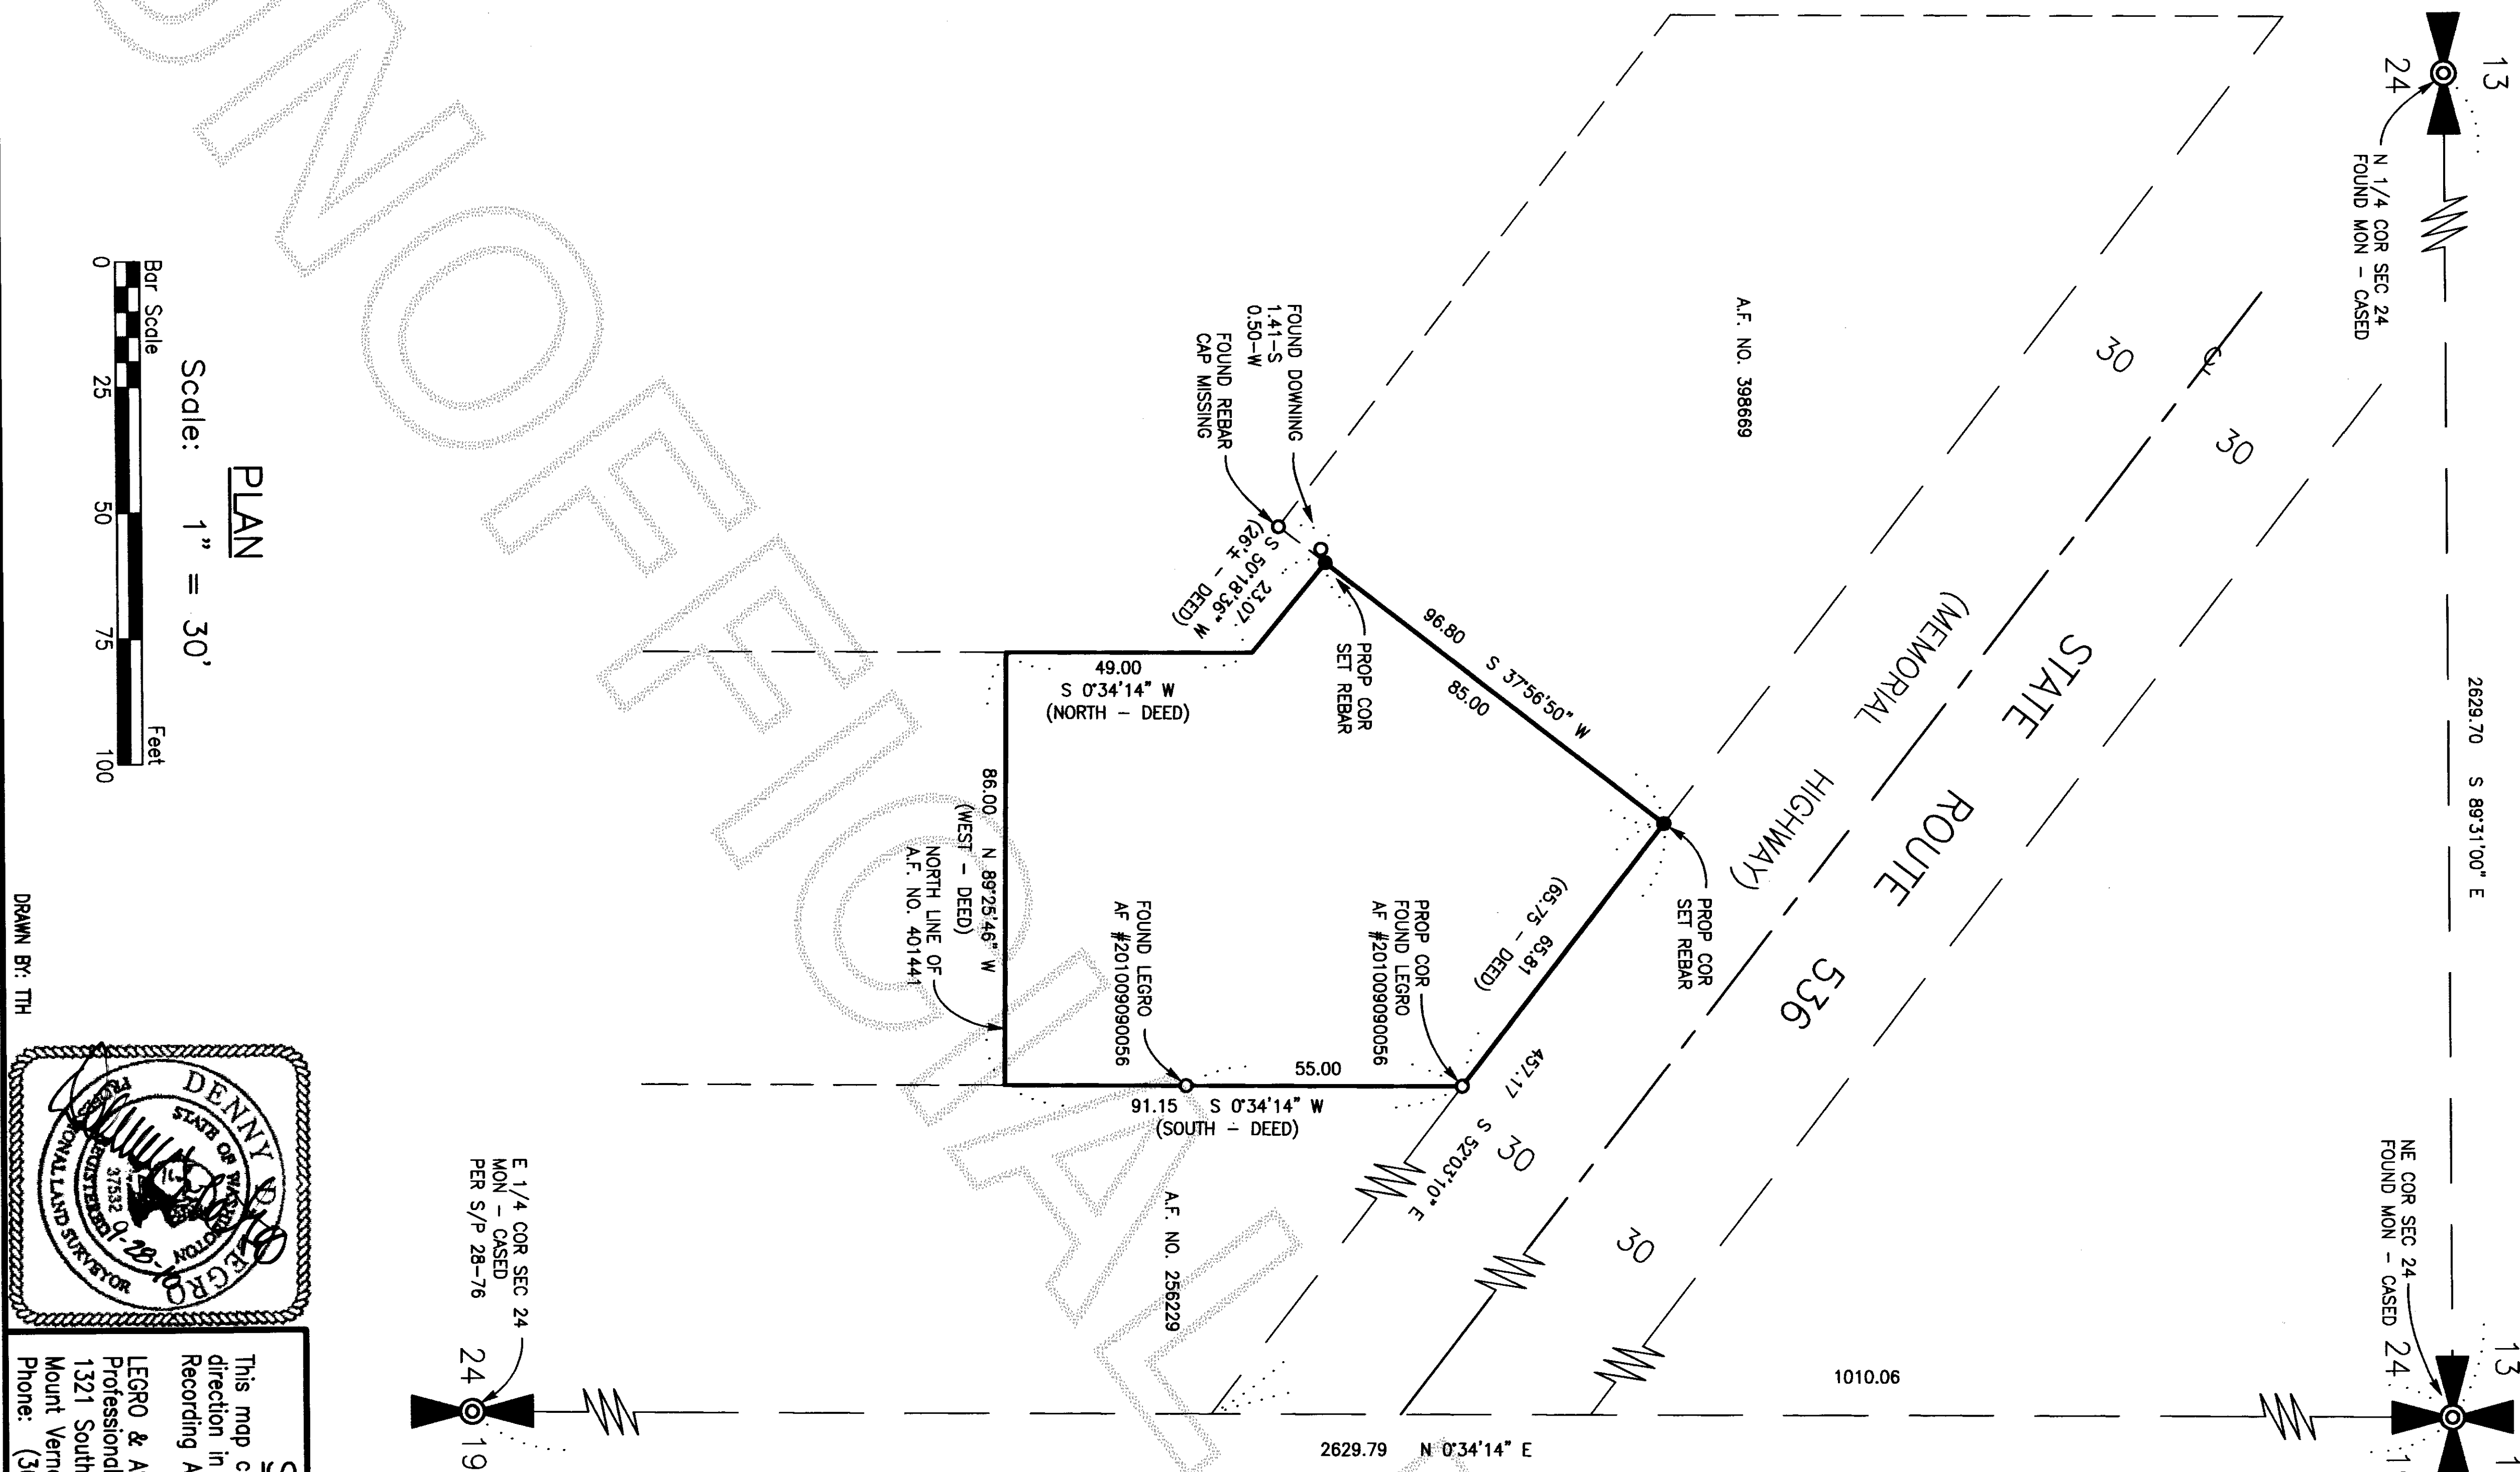 13
24
N 1/4 COR SEC 24
FOUND MON - CASED
2629.70 S 89°31'00" E
NE COR SEC 24
FOUND MON - CASED
24
13
A.F. NO. 398669
30
℄
30
STATE ROUTE 536
(MEMORIAL HIGHWAY)
FOUND DOWNING
1.41-S
0.50-W
FOUND REBAR
CAP MISSING
23.07
S 50°18'36" W
(26'± - DEED)
PROP COR
SET REBAR
96.80 S 37°56'50" W
85.00
PROP COR
SET REBAR
65.81
(65.75 - DEED)
457.17 S 52°03'10" E
30
30
49.00
S 0°34'14" W
(NORTH - DEED)
86.00 N 89°25'46" W
(WEST - DEED)
NORTH LINE OF
A.F. NO. 401441
FOUND LEGRO
AF #201009090056
PROP COR
FOUND LEGRO
AF #201009090056
55.00
91.15 S 0°34'14" W
(SOUTH - DEED)
A.F. NO. 256229
1010.06
2629.79 N 0°34'14" E
E 1/4 COR SEC 24
MON - CASED
PER S/P 28-76
24
19
PLAN
Scale: 1" = 30'
Bar Scale
Feet
0 25 50 75 100
DRAWN BY: TTH
DENNY D. LEGRO
STATE OF WASHINGTON
37532
REGISTERED
PROFESSIONAL LAND SURVEYOR
This map c
direction in
Recording A
LEGRO & A
Professional
1321 South
Mount Verno
Phone: (36
UNOFFICIAL